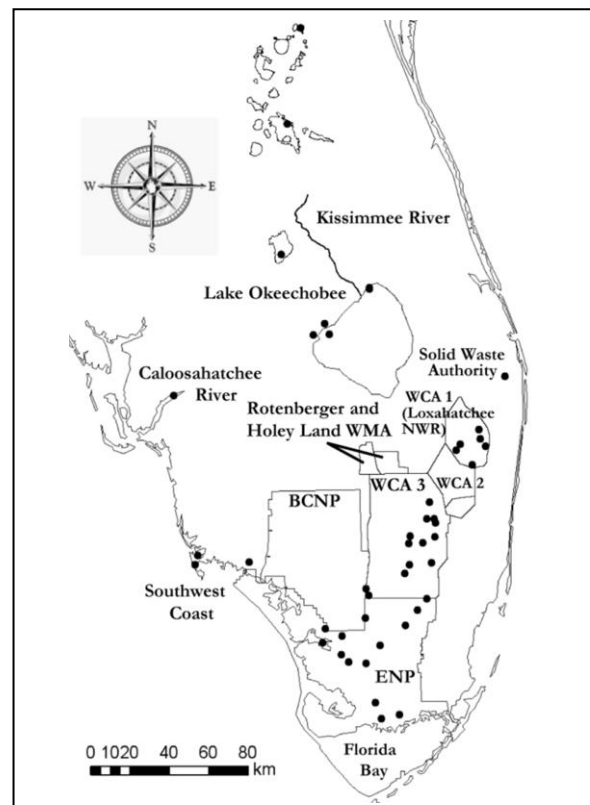 N
W E
S
Kissimmee River
Lake Okeechobee
Solid Waste
Authority
Caloosahatchee
River
WCA 1
(Loxahatchee
NWR)
Rotenberger and
Holey Land WMA
WCA 2
WCA 3
BCNP
Southwest
Coast
ENP
Florida
Bay
0 1020 40 60 80
km